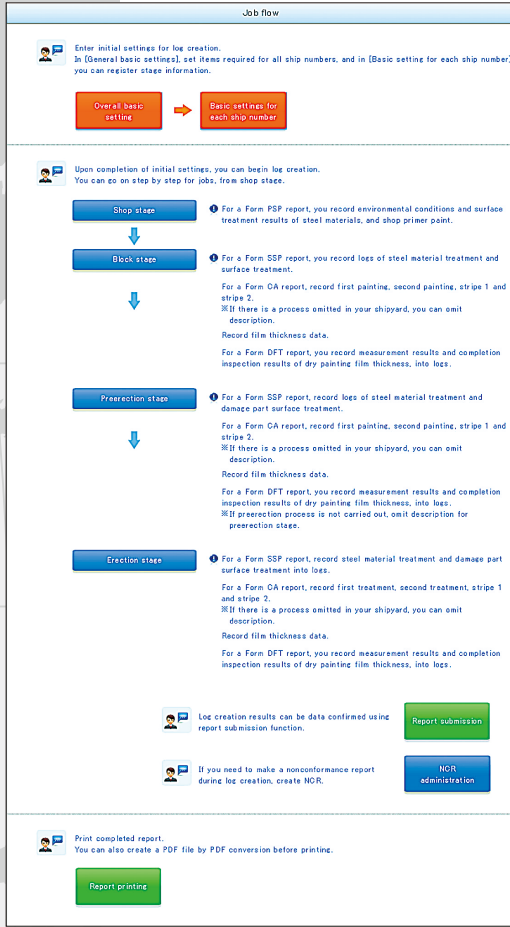 Job flow
Enter initial settings for log creation.
In [General basic settings], set items required for all ship numbers, and in [Basic setting for each ship number]
you can register stage information.
Overall basic
setting
Basic settings for
each ship number
Upon completion of initial settings, you can begin log creation.
You can go on step by step for jobs, from shop stage.
Shop stage
For a Form PSP report, you record environmental conditions and surface
treatment results of steel materials, and shop primer paint.
Block stage
For a Form SSP report, you record logs of steel material treatment and
surface treatment.
For a Form CA report, record first painting, second painting, stripe 1 and
stripe 2.
※If there is a process omitted in your shipyard, you can omit
description.
Record film thickness data.
For a Form DFT report, you record measurement results and completion
inspection results of dry painting film thickness, into logs.
Preerection stage
For a Form SSP report, record logs of steel material treatment and
damage part surface treatment.
For a Form CA report, record first painting, second painting, stripe 1 and
stripe 2.
※If there is a process omitted in your shipyard, you can omit
description.
Record film thickness data.
For a Form DFT report, you record measurement results and completion
inspection results of dry painting film thickness, into logs.
※If preerection process is not carried out, omit description for
preerection stage.
Erection stage
For a Form SSP report, record steel material treatment and damage part
surface treatment into logs.
For a Form CA report, record first treatment, second treatment, stripe 1
and stripe 2.
※If there is a process omitted in your shipyard, you can omit
description.
Record film thickness data.
For a Form DFT report, you record measurement results and completion
inspection results of dry painting film thickness, into logs.
Log creation results can be data confirmed using
report submission function.
Report submission
If you need to make a nonconformance report
during log creation, create NCR.
NCR
administration
Print completed report.
You can also create a PDF file by PDF conversion before printing.
Report printing